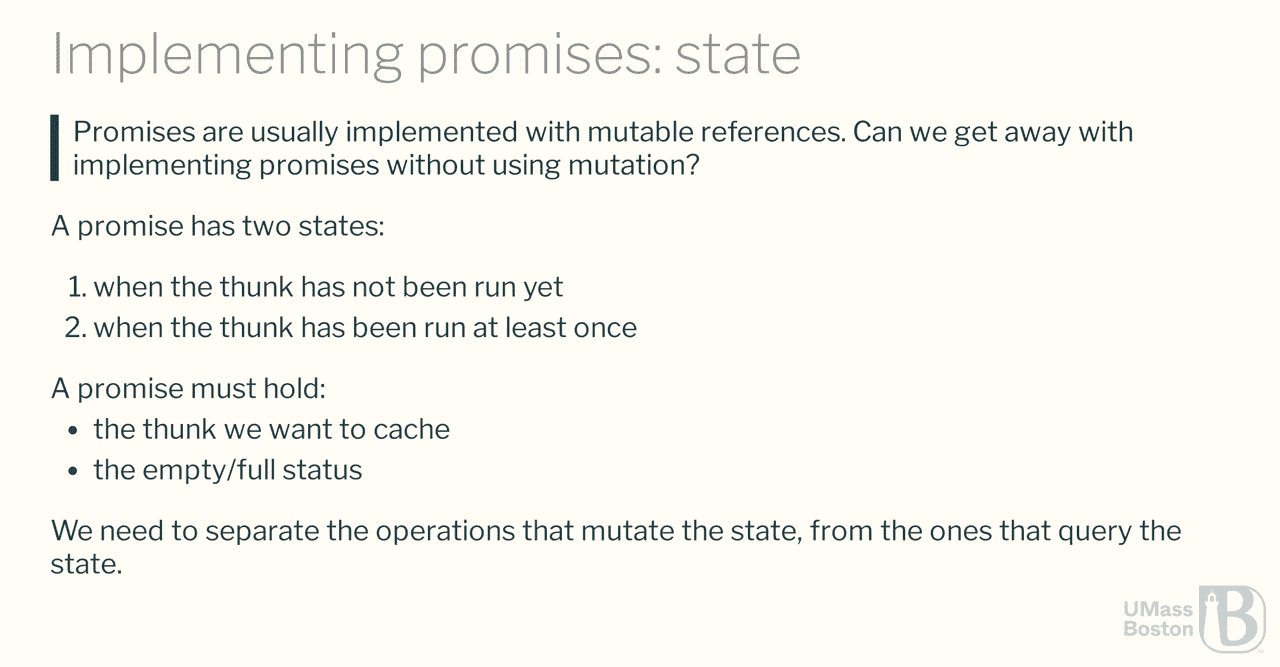 Implementing promises: state
Promises are usually implemented with mutable references. Can we get away with
implementing promises without using mutation?
A promise has two states:
1. when the thunk has not been run yet
2. when the thunk has been run at least once
A promise must hold:
• the thunk we want to cache
• the empty/full status
We need to separate the operations that mutate the state, from the ones that query the
state.
UMass
Boston
B